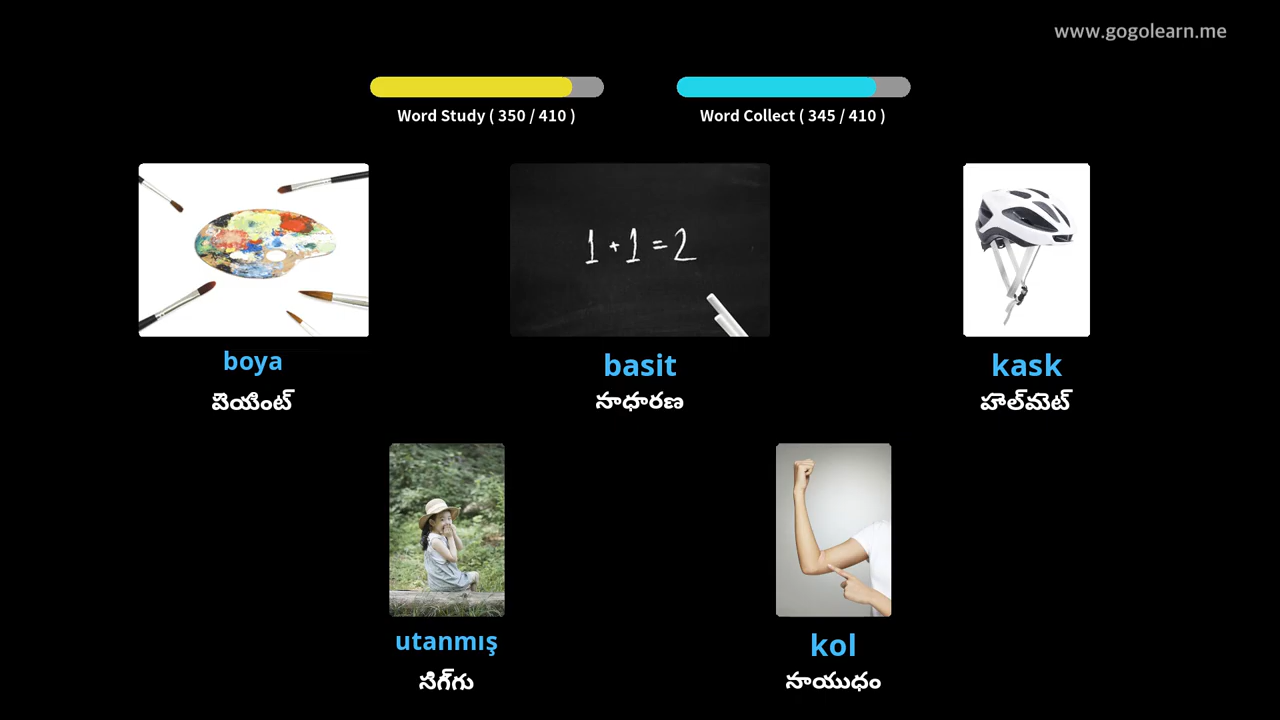 www.gogolearn.me
Word Study ( 350 / 410 )
Word Collect ( 345 / 410 )
1+1=2
boya
basit
kask
పెయింట్
సాధారణ
హెల్‌మెట్
utanmış
kol
సిగ్‌గు
సాయుధం